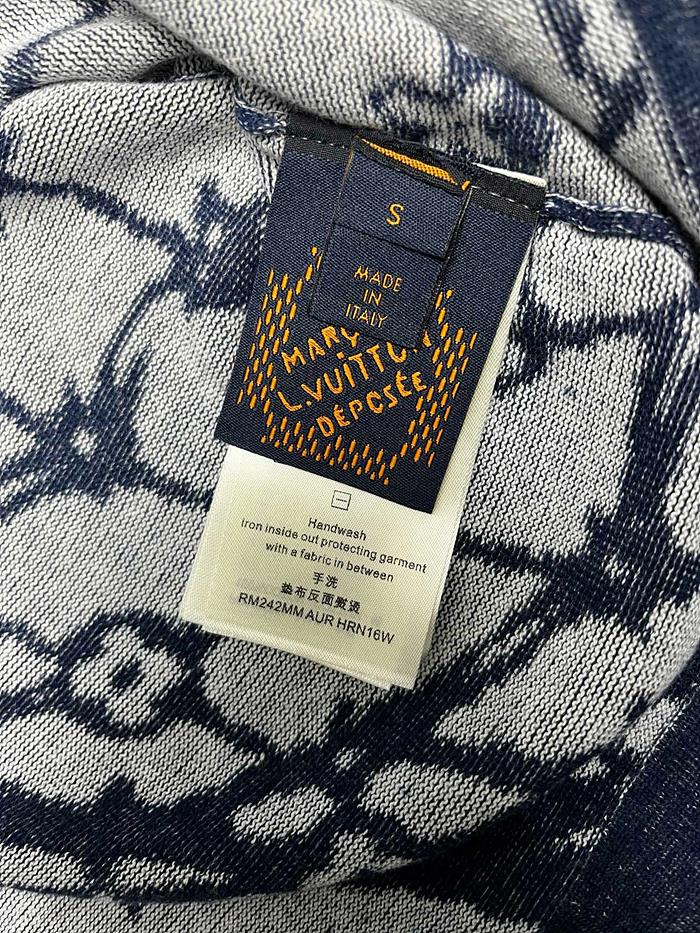 S
MADE
IN
ITALY
MARQ
L.VUITTON
DÉPOSÉE
Handwash
Iron inside out protecting garment
with a fabric in between
手洗
垫布反面熨烫
RM242MM AUR HRN16W